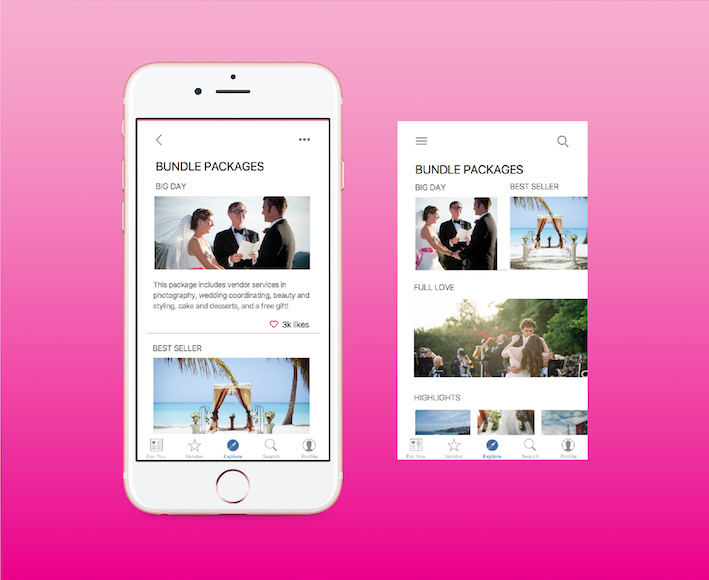 BUNDLE PACKAGES
BIG DAY
This package includes vendor services in
photography, wedding coordinating, beauty and
styling, cake and desserts, and a free gift!
3k likes
BEST SELLER
For You
Vendor
Explore
Search
Profile
BUNDLE PACKAGES
BIG DAY
BEST SELLER
FULL LOVE
HIGHLIGHTS
For You
Vendor
Explore
Search
Profile